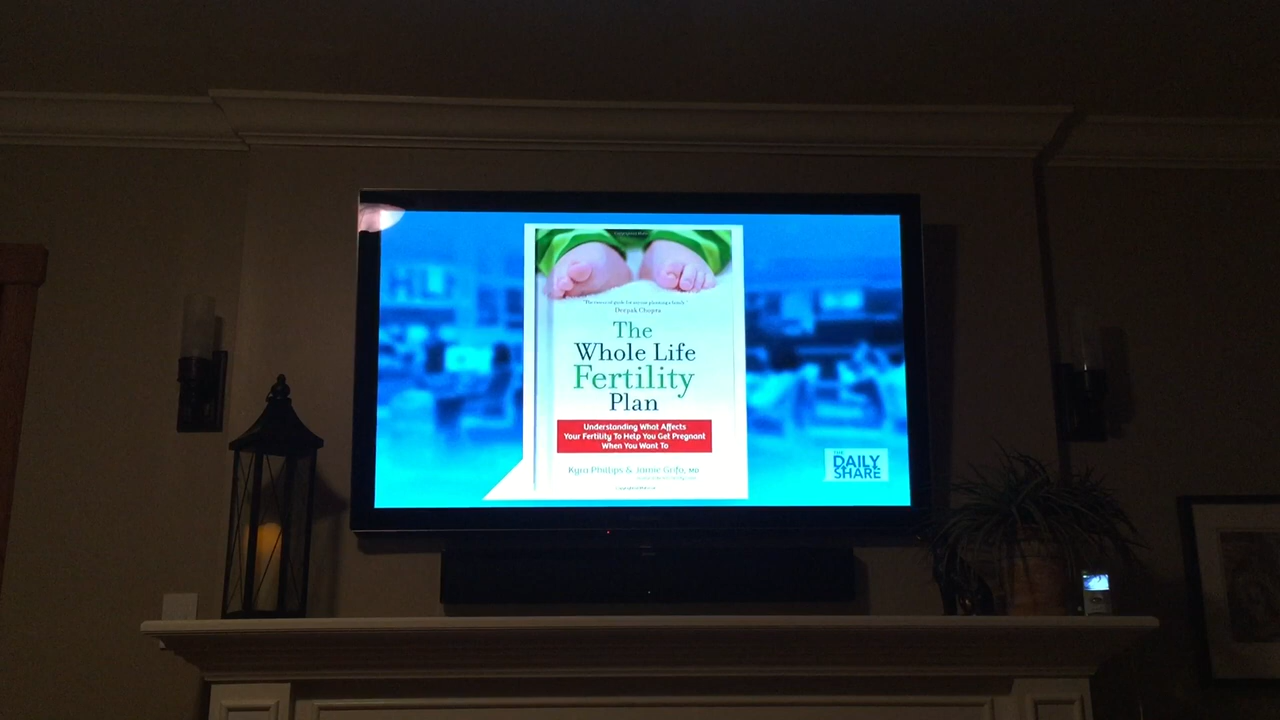 Deepak Chopra
The
Whole Life
Fertility
Plan
Understanding What Affects
Your Fertility To Help You Get Pregnant
When You Want To
Kyra Phillips & Jamie Grifo, MD
THE
DAILY
SHARE